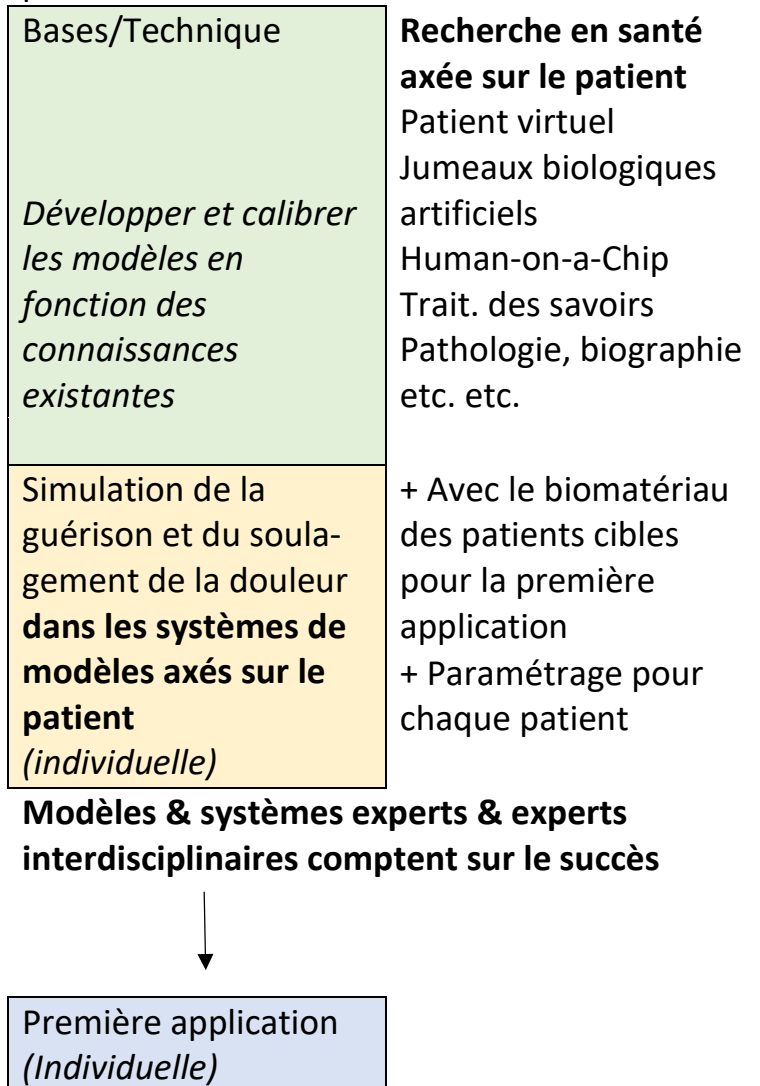 Bases/Technique
Développer et calibrer
les modèles en
fonction des
connaissances
existantes
Recherche en santé
axée sur le patient
Patient virtuel
Jumeaux biologiques
artificiels
Human-on-a-Chip
Trait. des savoirs
Pathologie, biographie
etc. etc.
Simulation de la
guérison et du soula-
gement de la douleur
dans les systèmes de
modèles axés sur le
patient
(individuelle)
+ Avec le biomatériau
des patients cibles
pour la première
application
+ Paramétrage pour
chaque patient
Modèles & systèmes experts & experts
interdisciplinaires comptent sur le succès
Première application
(Individuelle)